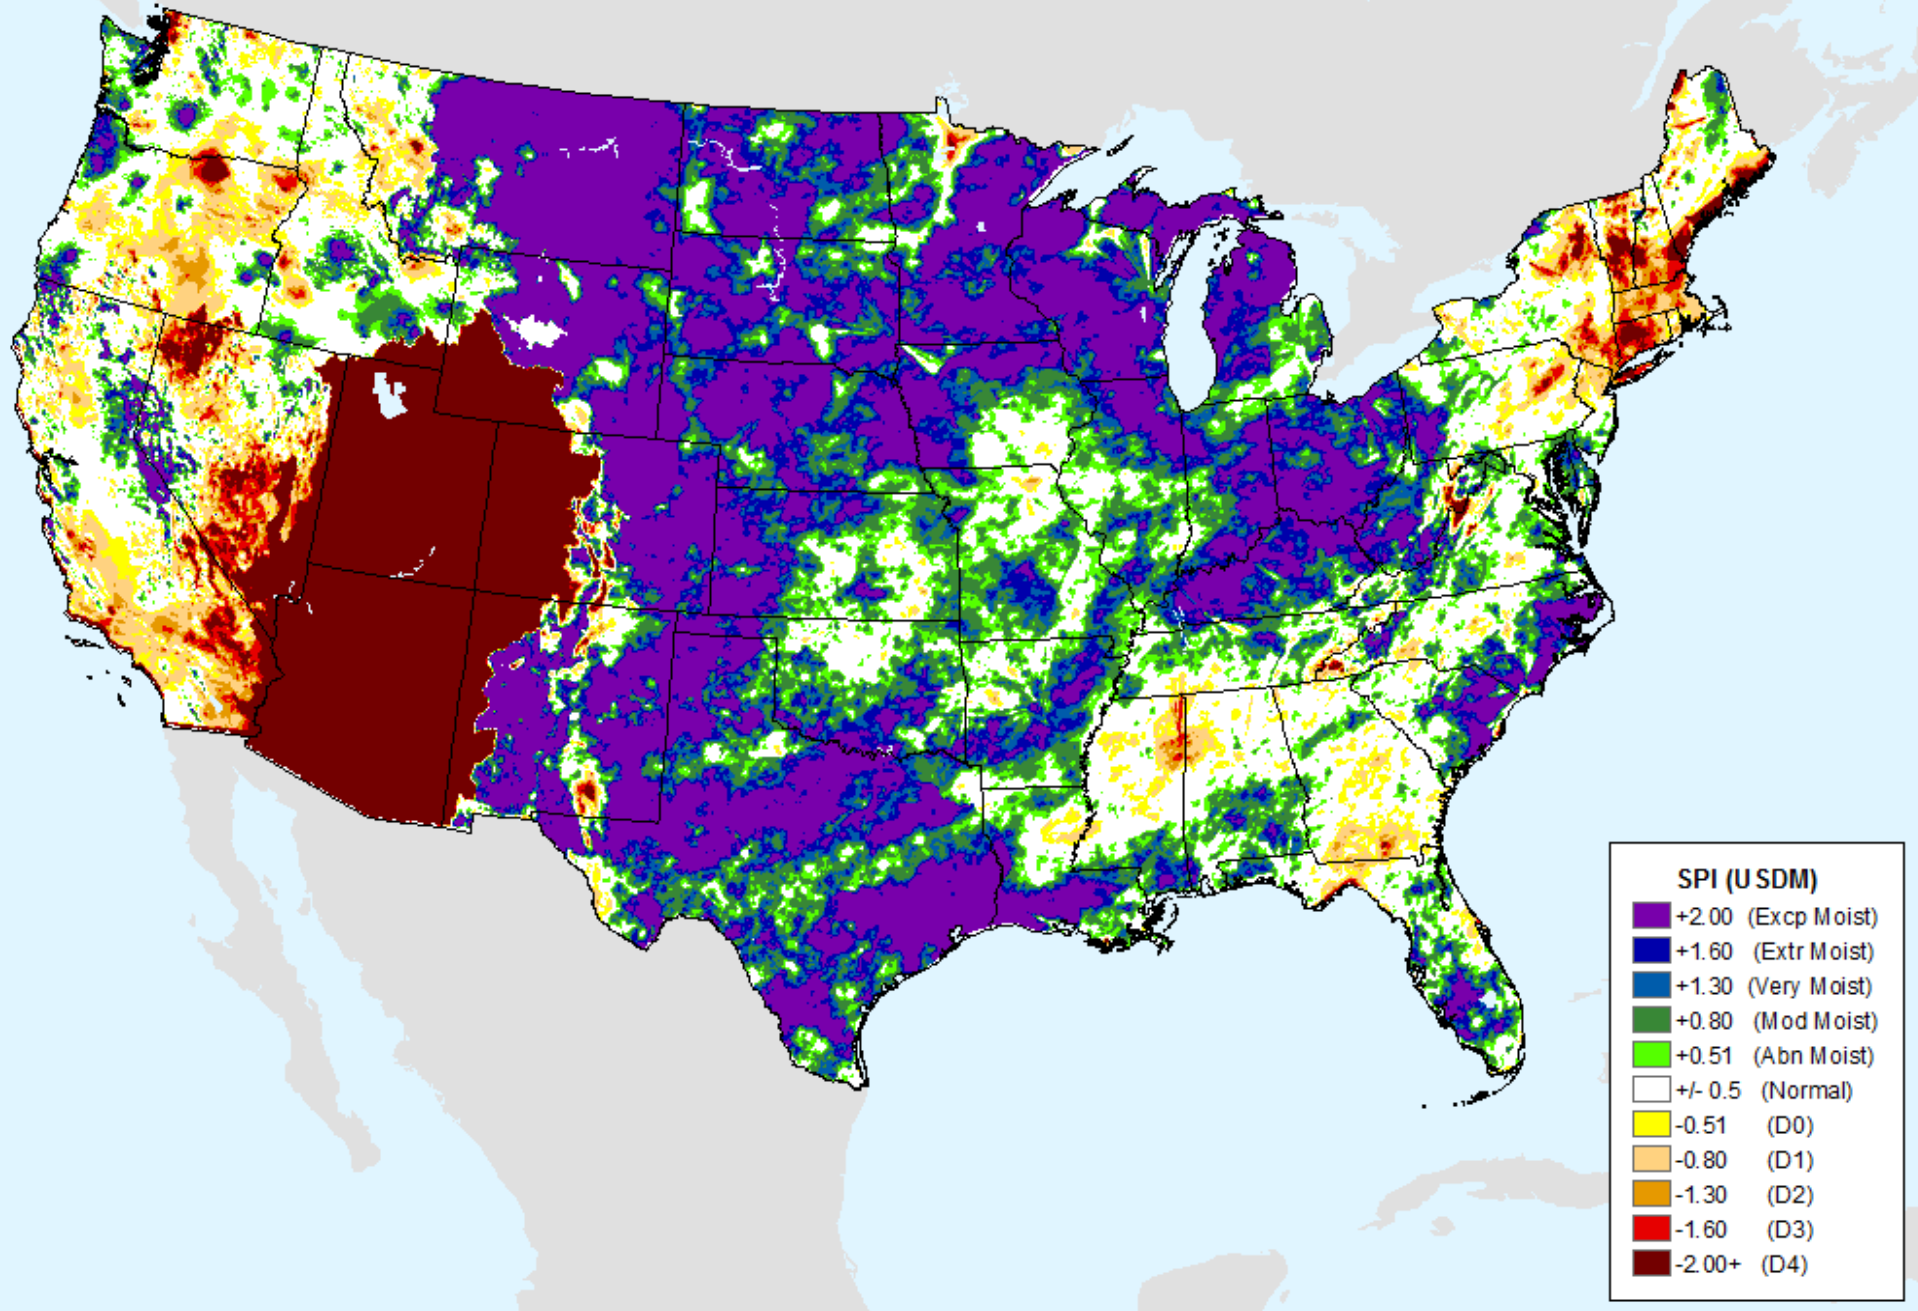 SPI (USDM)
+2.00 (Excp Moist)
+1.60 (Extr Moist)
+1.30 (Very Moist)
+0.80 (Mod Moist)
+0.51 (Abn Moist)
+/- 0.5 (Normal)
-0.51 (D0)
-0.80 (D1)
-1.30 (D2)
-1.60 (D3)
-2.00+ (D4)